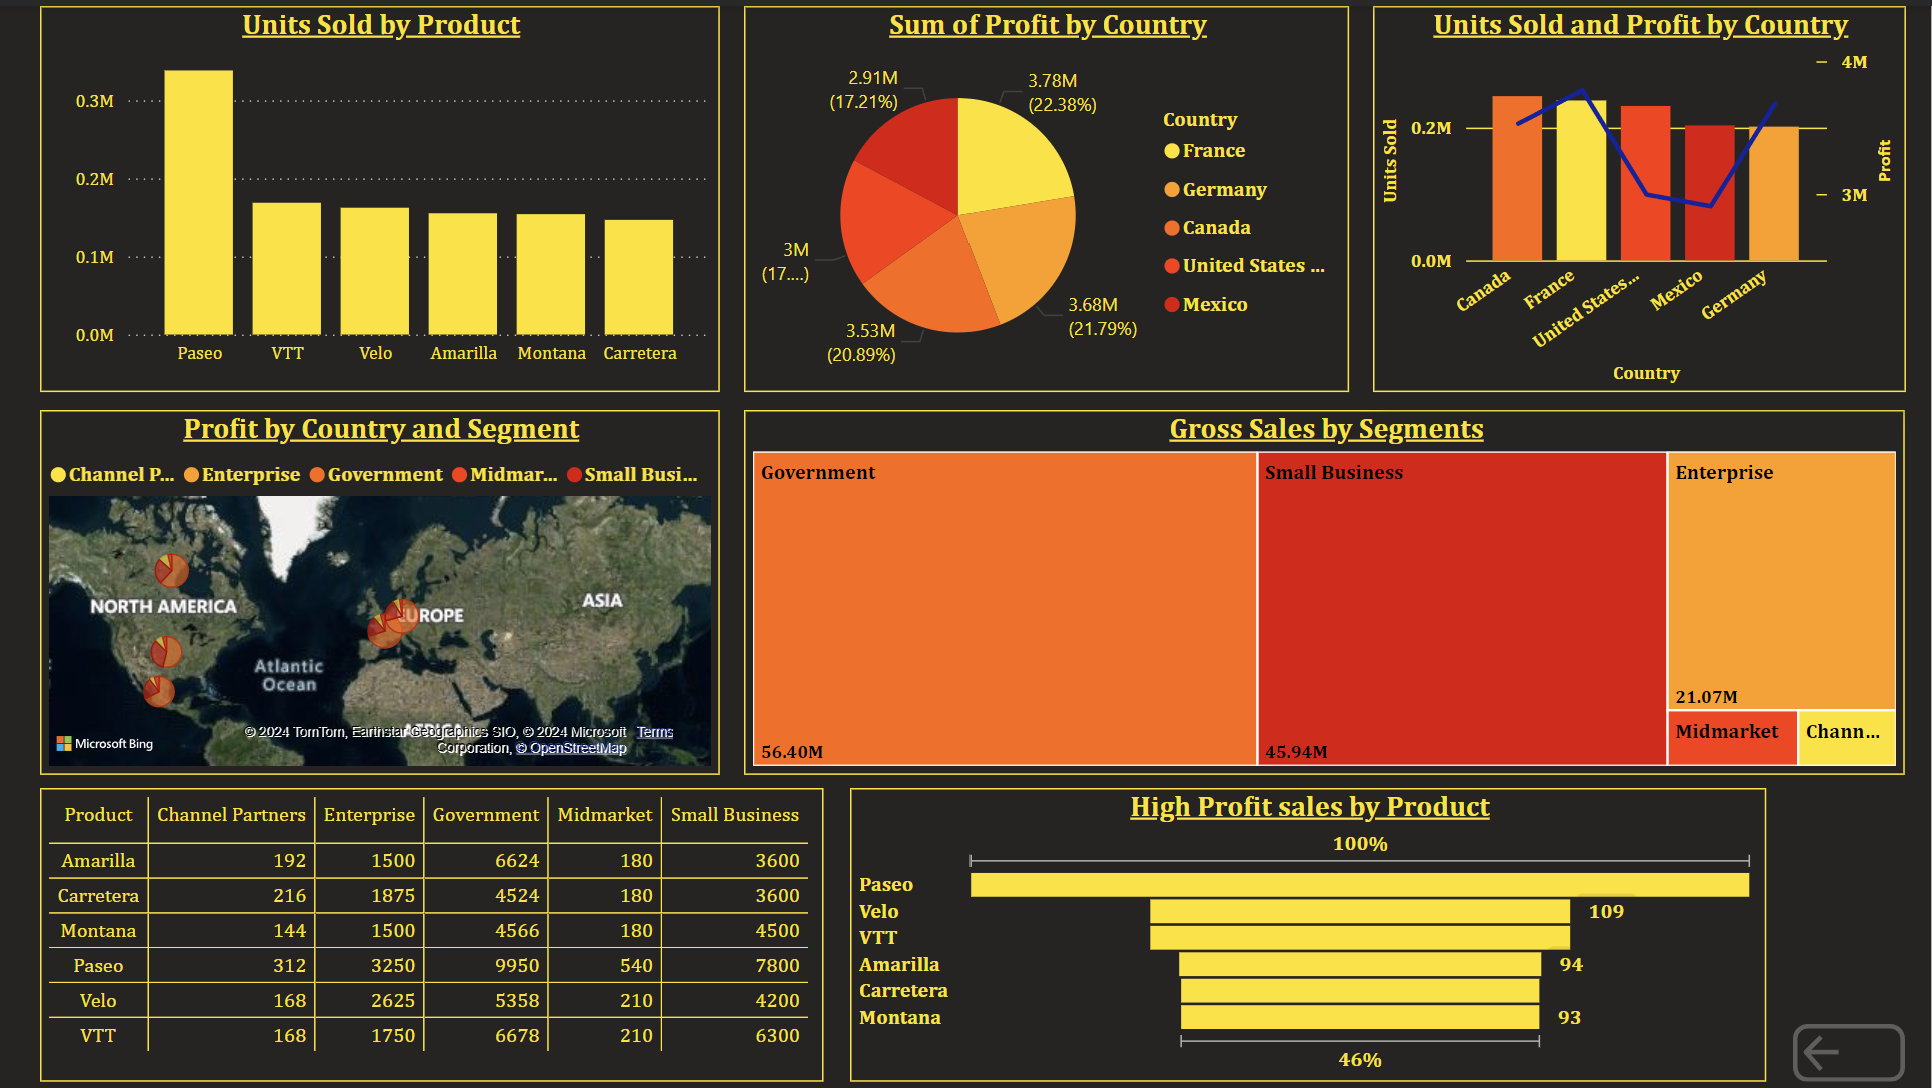 Units Sold by Product
0.3M
0.2M
0.1M
0.0M
Paseo VTT Velo Amarilla Montana Carretera
Sum of Profit by Country
2.91M
(17.21%)
3.78M
(22.38%)
3M
(17....)
3.53M
(20.89%)
3.68M
(21.79%)
Country
France
Germany
Canada
United States ...
Mexico
Units Sold and Profit by Country
4M
0.2M
3M
0.0M
Units Sold
Profit
Canada France United States... Mexico Germany
Country
Profit by Country and Segment
Channel P... Enterprise Government Midmar... Small Busi...
NORTH AMERICA
EUROPE
ASIA
Atlantic
Ocean
AFRICA
© 2024 TomTom, Earthstar Geographics SIO, © 2024 Microsoft Terms
Corporation, © OpenStreetMap
Microsoft Bing
Gross Sales by Segments
Government
56.40M
Small Business
45.94M
Enterprise
21.07M
Midmarket
Chann...
Product Channel Partners Enterprise Government Midmarket Small Business
Amarilla 192 1500 6624 180 3600
Carretera 216 1875 4524 180 3600
Montana 144 1500 4566 180 4500
Paseo 312 3250 9950 540 7800
Velo 168 2625 5358 210 4200
VTT 168 1750 6678 210 6300
High Profit sales by Product
100%
Paseo
Velo 109
VTT
Amarilla 94
Carretera
Montana 93
46%